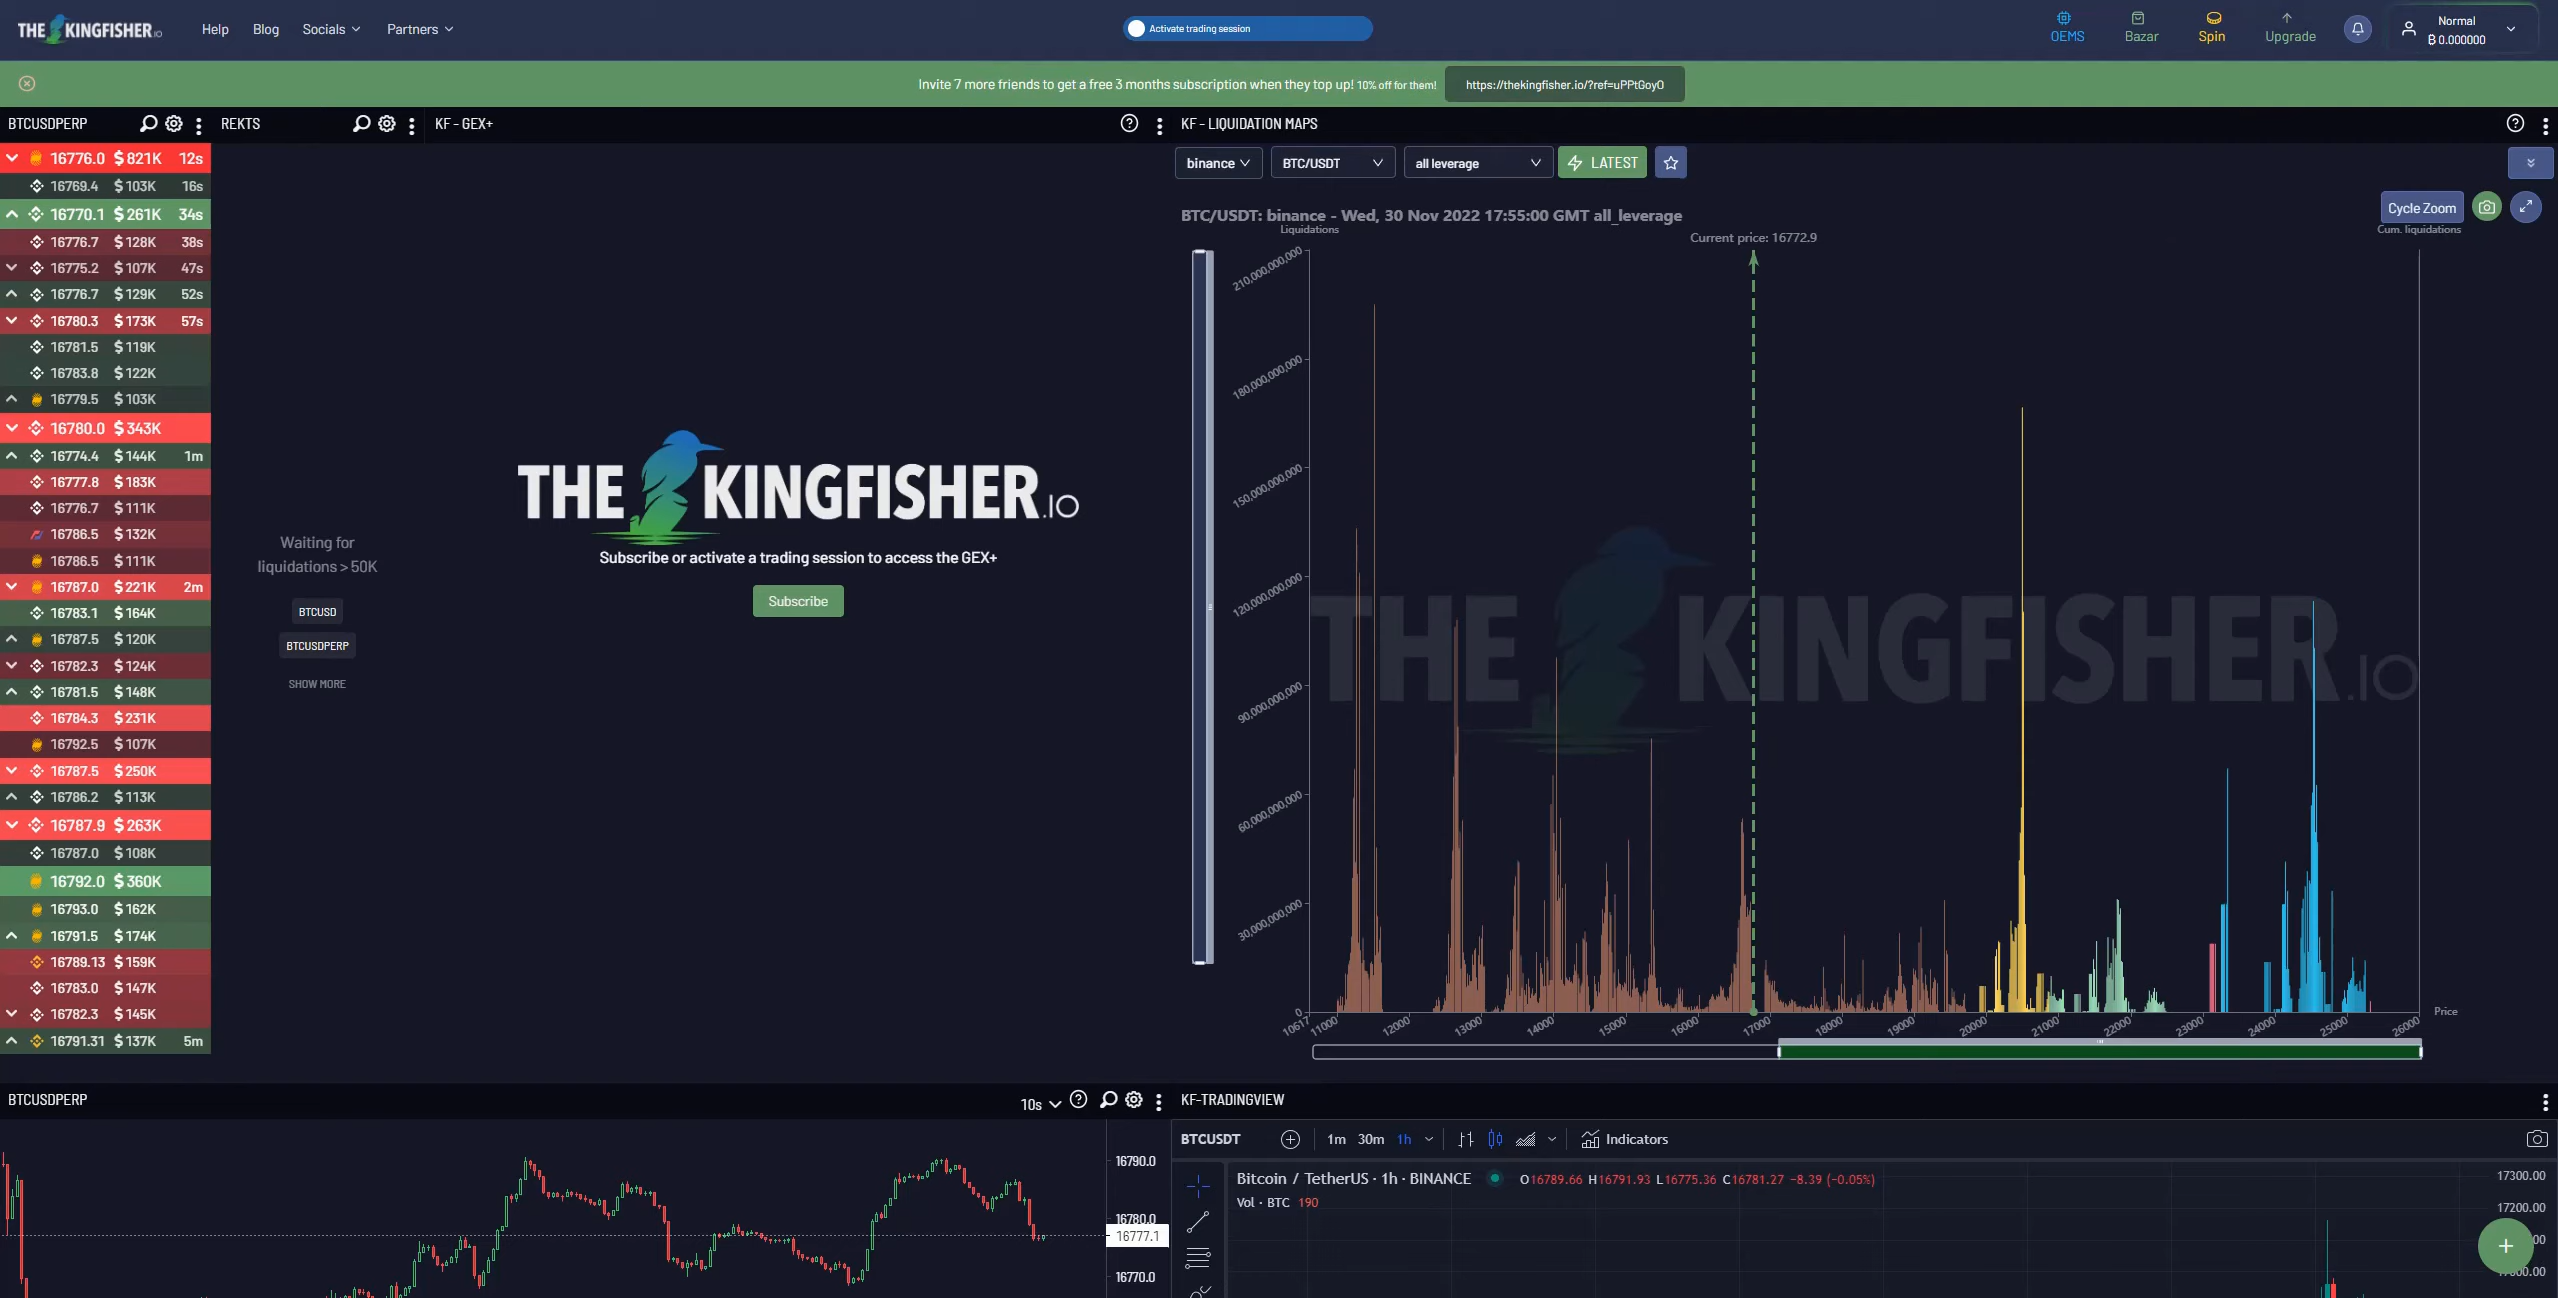 THE KINGFISHER.IO
Help Blog Socials Partners
Activate trading session
OEMS Bazar Spin Upgrade
Normal
₿ 0.000000
Invite 7 more friends to get a free 3 months subscription when they top up! 10% off for them! https://thekingfisher.io/?ref=uPPtGoy0
BTCUSDPERP REKTS KF - GEX+ KF - LIQUIDATION MAPS
16776.0 $821K 12s
16769.4 $103K 16s
16770.1 $261K 34s
16776.7 $128K 38s
16775.2 $107K 47s
16776.7 $129K 52s
16780.3 $173K 57s
16781.5 $119K
16783.8 $122K
16779.5 $103K
16780.0 $343K
16774.4 $144K 1m
16777.8 $183K
16776.7 $111K
16786.5 $132K
16786.5 $111K
16787.0 $221K 2m
16783.1 $164K
16787.5 $120K
16782.3 $124K
16781.5 $148K
16784.3 $231K
16792.5 $107K
16787.5 $250K
16786.2 $113K
16787.9 $263K
16787.0 $108K
16792.0 $360K
16793.0 $162K
16791.5 $174K
16789.13 $159K
16783.0 $147K
16782.3 $145K
16791.31 $137K 5m
Waiting for
liquidations > 50K
BTCUSD
BTCUSDPERP
SHOW MORE
THE KINGFISHER.IO
Subscribe or activate a trading session to access the GEX+
Subscribe
binance BTC/USDT all leverage LATEST
Cycle Zoom
BTC/USDT: binance - Wed, 30 Nov 2022 17:55:00 GMT all_leverage
Liquidations
Cum. liquidations
Current price: 16772.9
210,000,000,000
180,000,000,000
150,000,000,000
120,000,000,000
90,000,000,000
60,000,000,000
30,000,000,000
0
THE KINGFISHER.IO
10617 11000 12000 13000 14000 15000 16000 17000 18000 19000 20000 21000 22000 23000 24000 25000 26000
Price
BTCUSDPERP 10s
16790.0
16780.0
16777.1
16770.0
KF-TRADINGVIEW
BTCUSDT 1m 30m 1h Indicators
Bitcoin / TetherUS · 1h · BINANCE O16789.66 H16791.93 L16775.36 C16781.27 −8.39 (−0.05%)
Vol · BTC 190
17300.00
17200.00